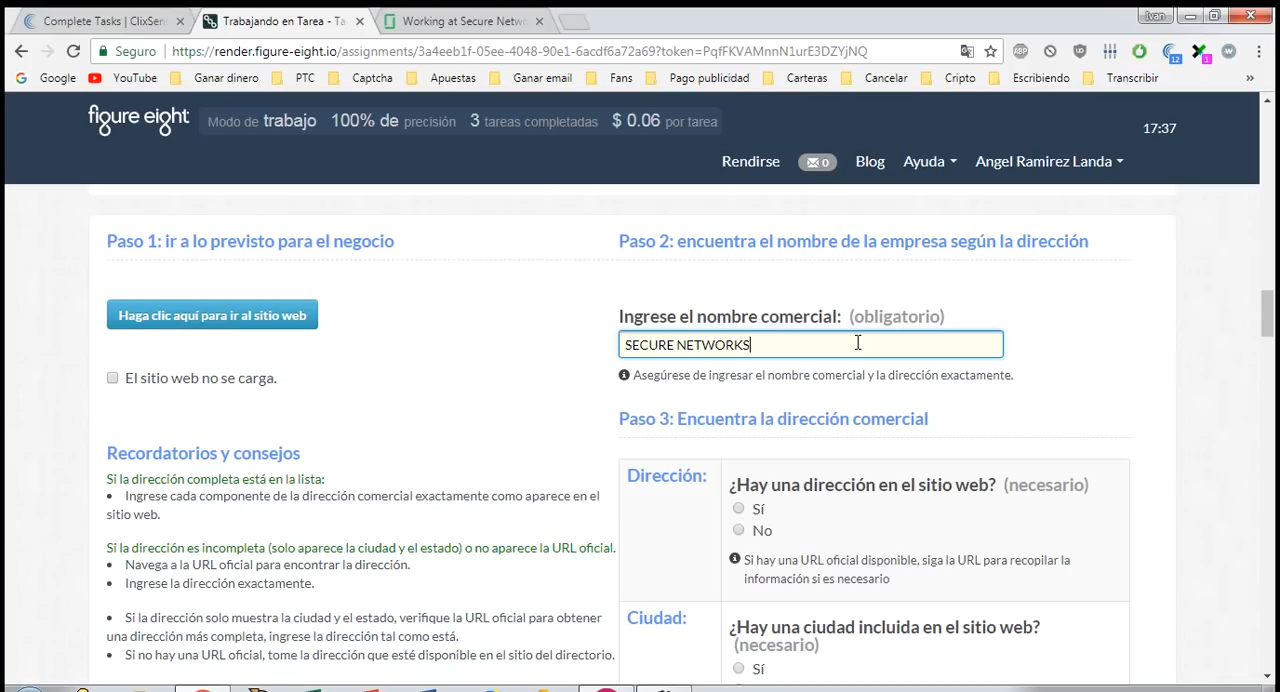 Complete Tasks | ClixSen
Trabajando en Tarea - Ta
Working at Secure Netw
Ivan
Seguro
https://render.figure-eight.io/assignments/3a4eeb1f-05ee-4048-90e1-6acdf6a72a69?token=PqfFKVAMnnN1urE3DZYjNQ
ABP
12
1
Google
YouTube
Ganar dinero
PTC
Captcha
Apuestas
Ganar email
Fans
Pago publicidad
Carteras
Cancelar
Cripto
Escribiendo
Transcribir
»
figure eight
Modo de trabajo 100% de precisión 3 tareas completadas $ 0.06 por tarea
17:37
Rendirse 0 Blog Ayuda Angel Ramirez Landa
Paso 1: ir a lo previsto para el negocio
Haga clic aquí para ir al sitio web
El sitio web no se carga.
Recordatorios y consejos
Si la dirección completa está en la lista:
• Ingrese cada componente de la dirección comercial exactamente como aparece en el
sitio web.
Si la dirección es incompleta (solo aparece la ciudad y el estado) o no aparece la URL oficial.
• Navega a la URL oficial para encontrar la dirección.
• Ingrese la dirección exactamente.
• Si la dirección solo muestra la ciudad y el estado, verifique la URL oficial para obtener
una dirección más completa, ingrese la dirección tal como está.
• Si no hay una URL oficial, tome la dirección que esté disponible en el sitio del directorio.
Paso 2: encuentra el nombre de la empresa según la dirección
Ingrese el nombre comercial: (obligatorio)
SECURE NETWORKS
Asegúrese de ingresar el nombre comercial y la dirección exactamente.
Paso 3: Encuentra la dirección comercial
Dirección:
¿Hay una dirección en el sitio web? (necesario)
Sí
No
Si hay una URL oficial disponible, siga la URL para recopilar la
información si es necesario
Ciudad:
¿Hay una ciudad incluida en el sitio web?
(necesario)
Sí